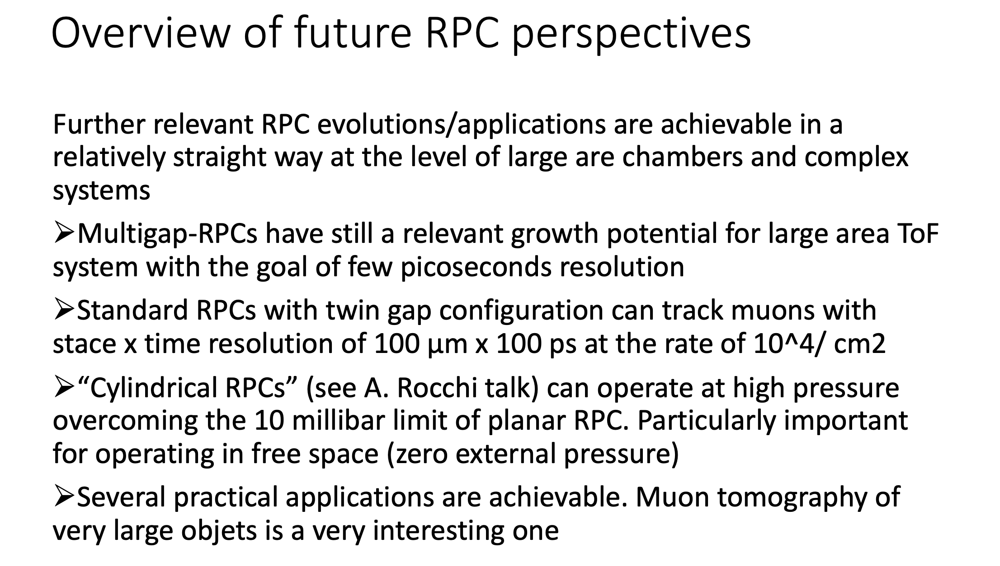 Overview of future RPC perspectives
Further relevant RPC evolutions/applications are achievable in a
relatively straight way at the level of large are chambers and complex
systems
➢Multigap-RPCs have still a relevant growth potential for large area ToF
system with the goal of few picoseconds resolution
➢Standard RPCs with twin gap configuration can track muons with
stace x time resolution of 100 µm x 100 ps at the rate of 10^4/ cm2
➢“Cylindrical RPCs” (see A. Rocchi talk) can operate at high pressure
overcoming the 10 millibar limit of planar RPC. Particularly important
for operating in free space (zero external pressure)
➢Several practical applications are achievable. Muon tomography of
very large objets is a very interesting one